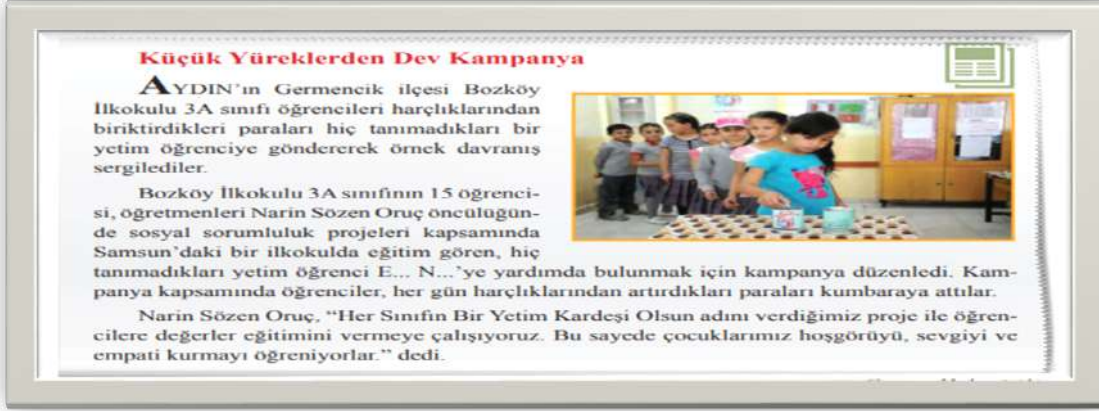 Küçük Yüreklerden Dev Kampanya
AYDIN’ın Germencik ilçesi Bozköy
İlkokulu 3A sınıfı öğrencileri harçlıklarından
biriktirdikleri paraları hiç tanımadıkları bir
yetim öğrenciye göndererek örnek davranış
sergilediler.
Bozköy İlkokulu 3A sınıfının 15 öğrenci-
si, öğretmenleri Narin Sözen Oruç öncülüğün-
de sosyal sorumluluk projeleri kapsamında
Samsun’daki bir ilkokulda eğitim gören, hiç
tanımadıkları yetim öğrenci E... N...’ye yardımda bulunmak için kampanya düzenledi. Kam-
panya kapsamında öğrenciler, her gün harçlıklarından artırdıkları paraları kumbaraya attılar.
Narin Sözen Oruç, “Her Sınıfın Bir Yetim Kardeşi Olsun adını verdiğimiz proje ile öğren-
cilere değerler eğitimini vermeye çalışıyoruz. Bu sayede çocuklarımız hoşgörüyü, sevgiyi ve
empati kurmayı öğreniyorlar.” dedi.